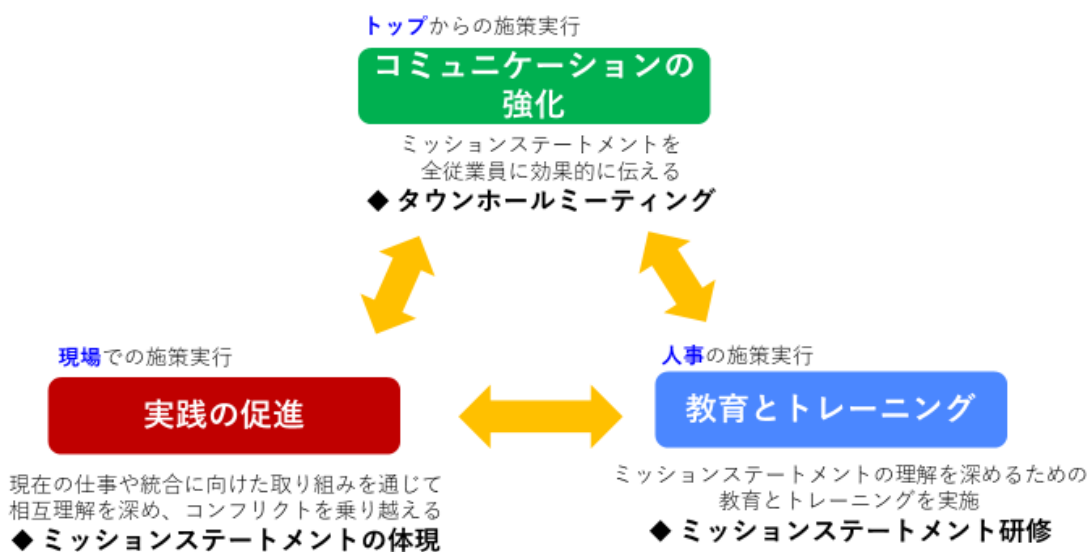 トップからの施策実行
コミュニケーションの
強化
ミッションステートメントを
全従業員に効果的に伝える
◆ タウンホールミーティング
現場での施策実行
実践の促進
現在の仕事や統合に向けた取り組みを通じて
相互理解を深め、コンフリクトを乗り越える
◆ ミッションステートメントの体現
人事の施策実行
教育とトレーニング
ミッションステートメントの理解を深めるための
教育とトレーニングを実施
◆ ミッションステートメント研修